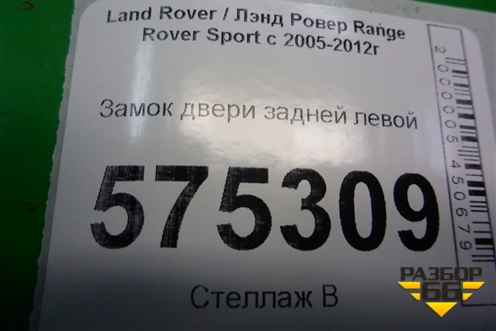 Land Rover / Лэнд Ровер Range
Rover Sport с 2005-2012г
Замок двери задней левой
575309
Стеллаж В
2000005450679
РАЗБОР
66